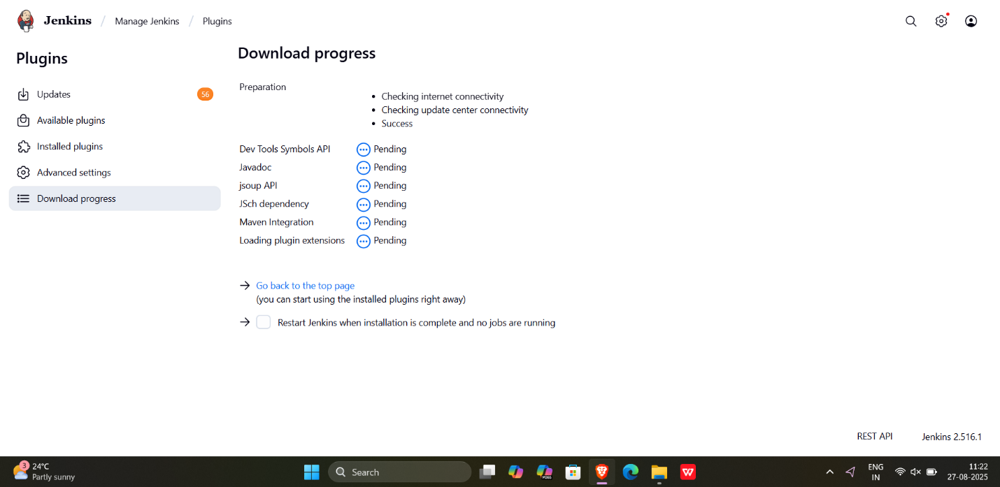 Jenkins / Manage Jenkins / Plugins
Plugins
Updates 56
Available plugins
Installed plugins
Advanced settings
Download progress
Download progress
Preparation
• Checking internet connectivity
• Checking update center connectivity
• Success
Dev Tools Symbols API Pending
Javadoc Pending
jsoup API Pending
JSch dependency Pending
Maven Integration Pending
Loading plugin extensions Pending
→ Go back to the top page
(you can start using the installed plugins right away)
→ Restart Jenkins when installation is complete and no jobs are running
REST API Jenkins 2.516.1
3
24°C
Partly sunny
Search
M365
W
ENG
IN
11:22
27-08-2025